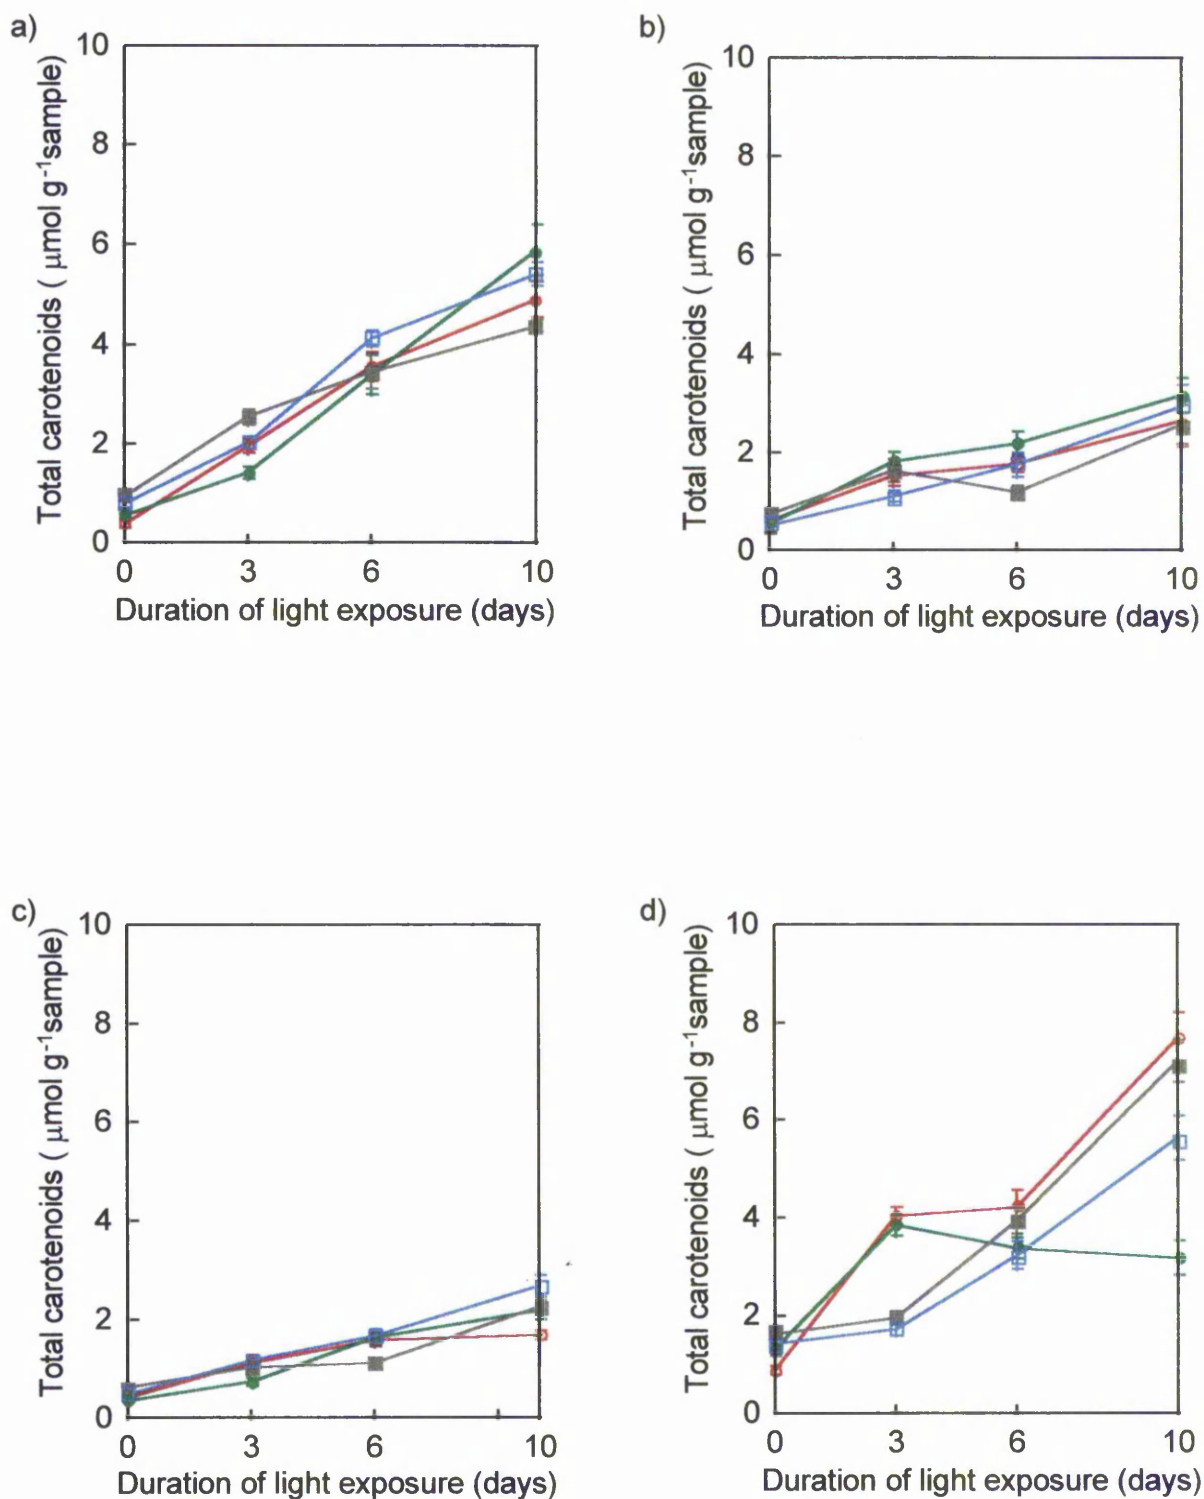 a)
Total carotenoids ( μmol g⁻¹sample)
10
8
6
4
2
0
0 3 6 10
Duration of light exposure (days)
b)
Total carotenoids ( μmol g⁻¹sample)
10
8
6
4
2
0
0 3 6 10
Duration of light exposure (days)
c)
Total carotenoids ( μmol g⁻¹sample)
10
8
6
4
2
0
0 3 6 10
Duration of light exposure (days)
d)
Total carotenoids ( μmol g⁻¹sample)
10
8
6
4
2
0
0 3 6 10
Duration of light exposure (days)